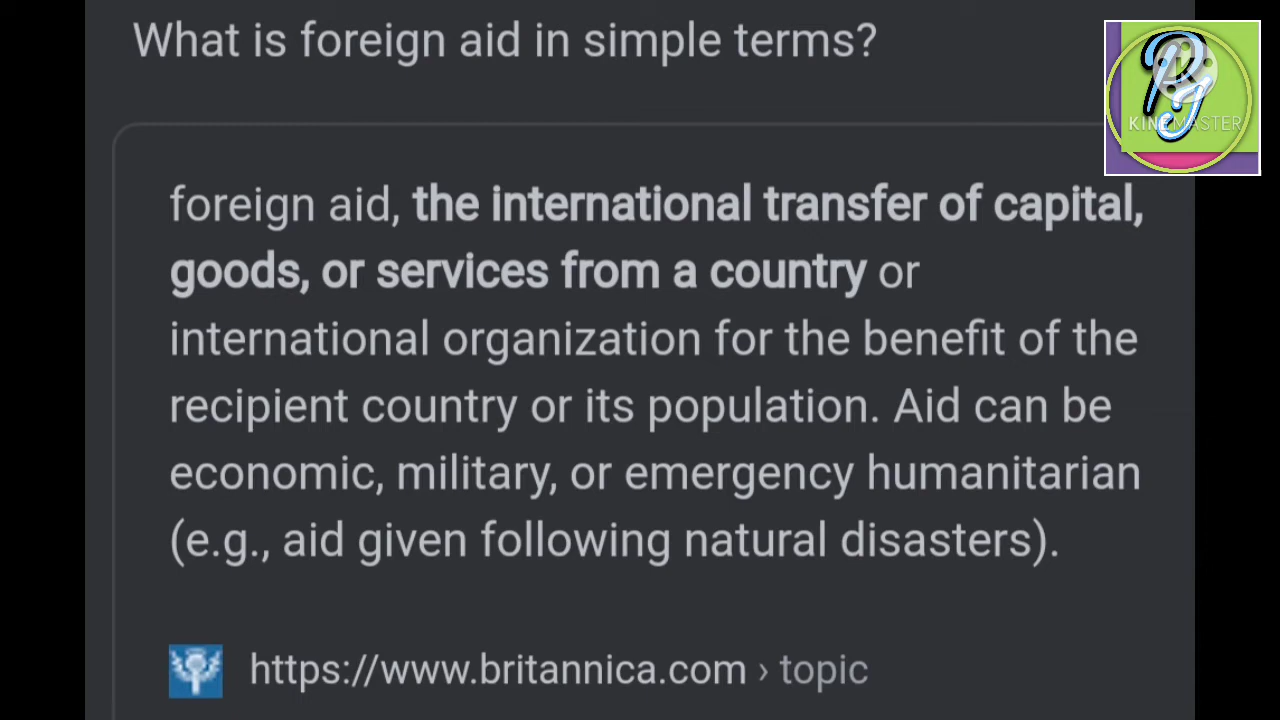 What is foreign aid in simple terms?
KINEMASTER
foreign aid, the international transfer of capital,
goods, or services from a country or
international organization for the benefit of the
recipient country or its population. Aid can be
economic, military, or emergency humanitarian
(e.g., aid given following natural disasters).
https://www.britannica.com › topic